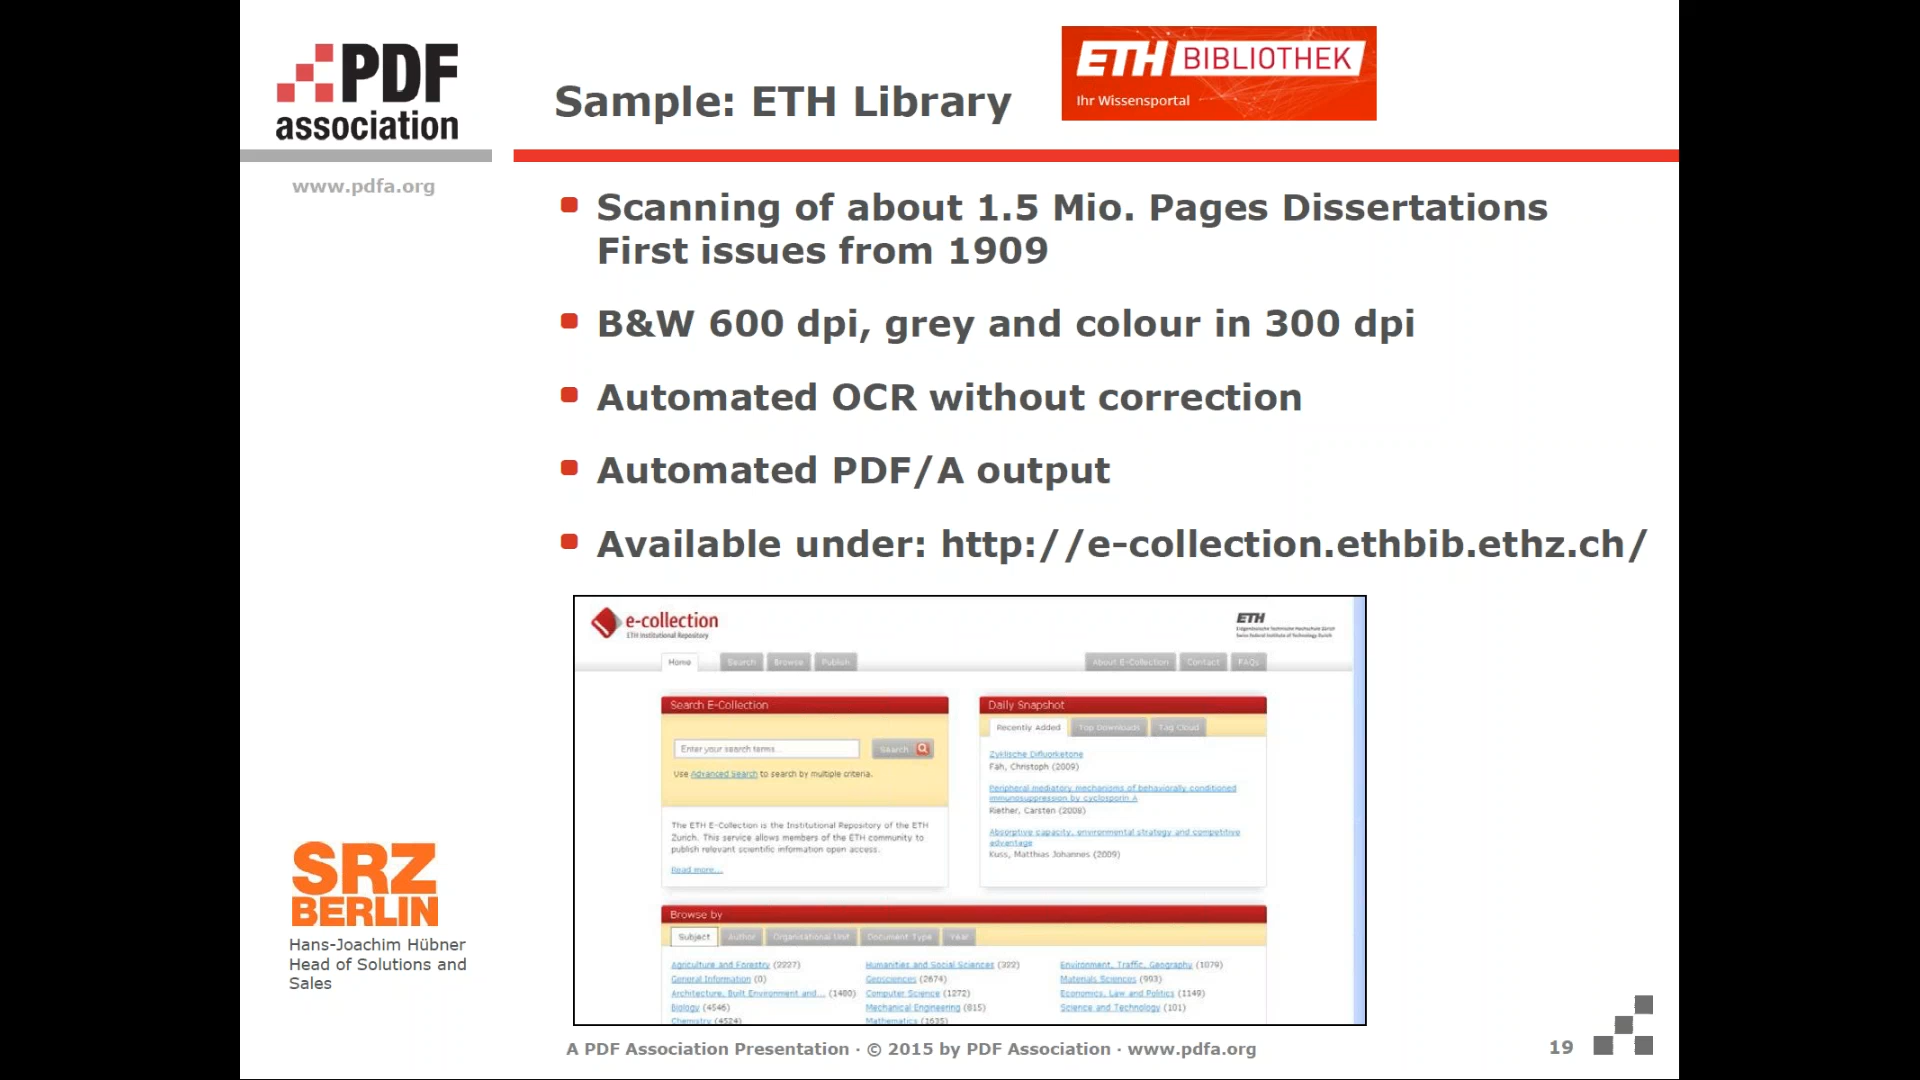 PDF
association
Sample: ETH Library
ETH BIBLIOTHEK
Ihr Wissensportal
www.pdfa.org
Scanning of about 1.5 Mio. Pages Dissertations
First issues from 1909
B&W 600 dpi, grey and colour in 300 dpi
Automated OCR without correction
Automated PDF/A output
Available under: http://e-collection.ethbib.ethz.ch/
e-collection
ETH Institutional Repository
ETH
Eidgenössische Technische Hochschule Zürich
Swiss Federal Institute of Technology Zurich
Home Search Browse Publish About E-Collection Contact FAQs
Search E-Collection
Enter your search terms... Search
Use Advanced Search to search by multiple criteria.
The ETH E-Collection is the Institutional Repository of the ETH
Zurich. This service allows members of the ETH community to
publish relevant scientific information open access.
Read more...
Daily Snapshot
Recently Added Top Downloads Tag Cloud
Zyklische Difluorketone
Fäh, Christoph (2009)
Peripheral mediatory mechanisms of behaviorally conditioned
immunosuppression by cyclosporin A
Riether, Carsten (2009)
Absorptive capacity, environmental strategy and competitive
advantage
Kuss, Matthias Johannes (2009)
Browse by
Subject Author Organisational Unit Document Type Year
Agriculture and Forestry (2227) Humanities and Social Sciences (322) Environment, Traffic, Geography (1079)
General Information (0) Geosciences (2674) Materials Sciences (993)
Architecture, Built Environment and... (1480) Computer Science (1272) Economics, Law and Politics (1149)
Biology (4546) Mechanical Engineering (815) Science and Technology (101)
Chemistry (4524) Mathematics (1635)
SRZ
BERLIN
Hans-Joachim Hübner
Head of Solutions and
Sales
A PDF Association Presentation · © 2015 by PDF Association · www.pdfa.org
19